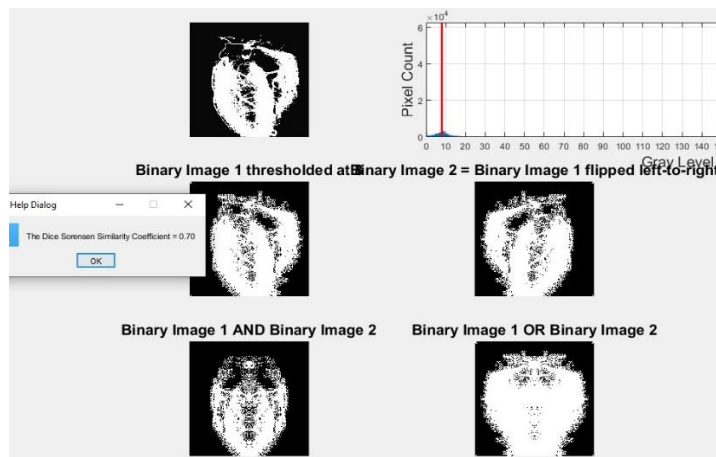 ×10^4
6
4
2
0
Pixel Count
0 10 20 30 40 50 60 70 80 90 100 110 120 130 140
Gray Level
Binary Image 1 thresholded at 8
Binary Image 2 = Binary Image 1 flipped left-to-right
Help Dialog
The Dice Sorensen Similarity Coefficient = 0.70
OK
Binary Image 1 AND Binary Image 2
Binary Image 1 OR Binary Image 2